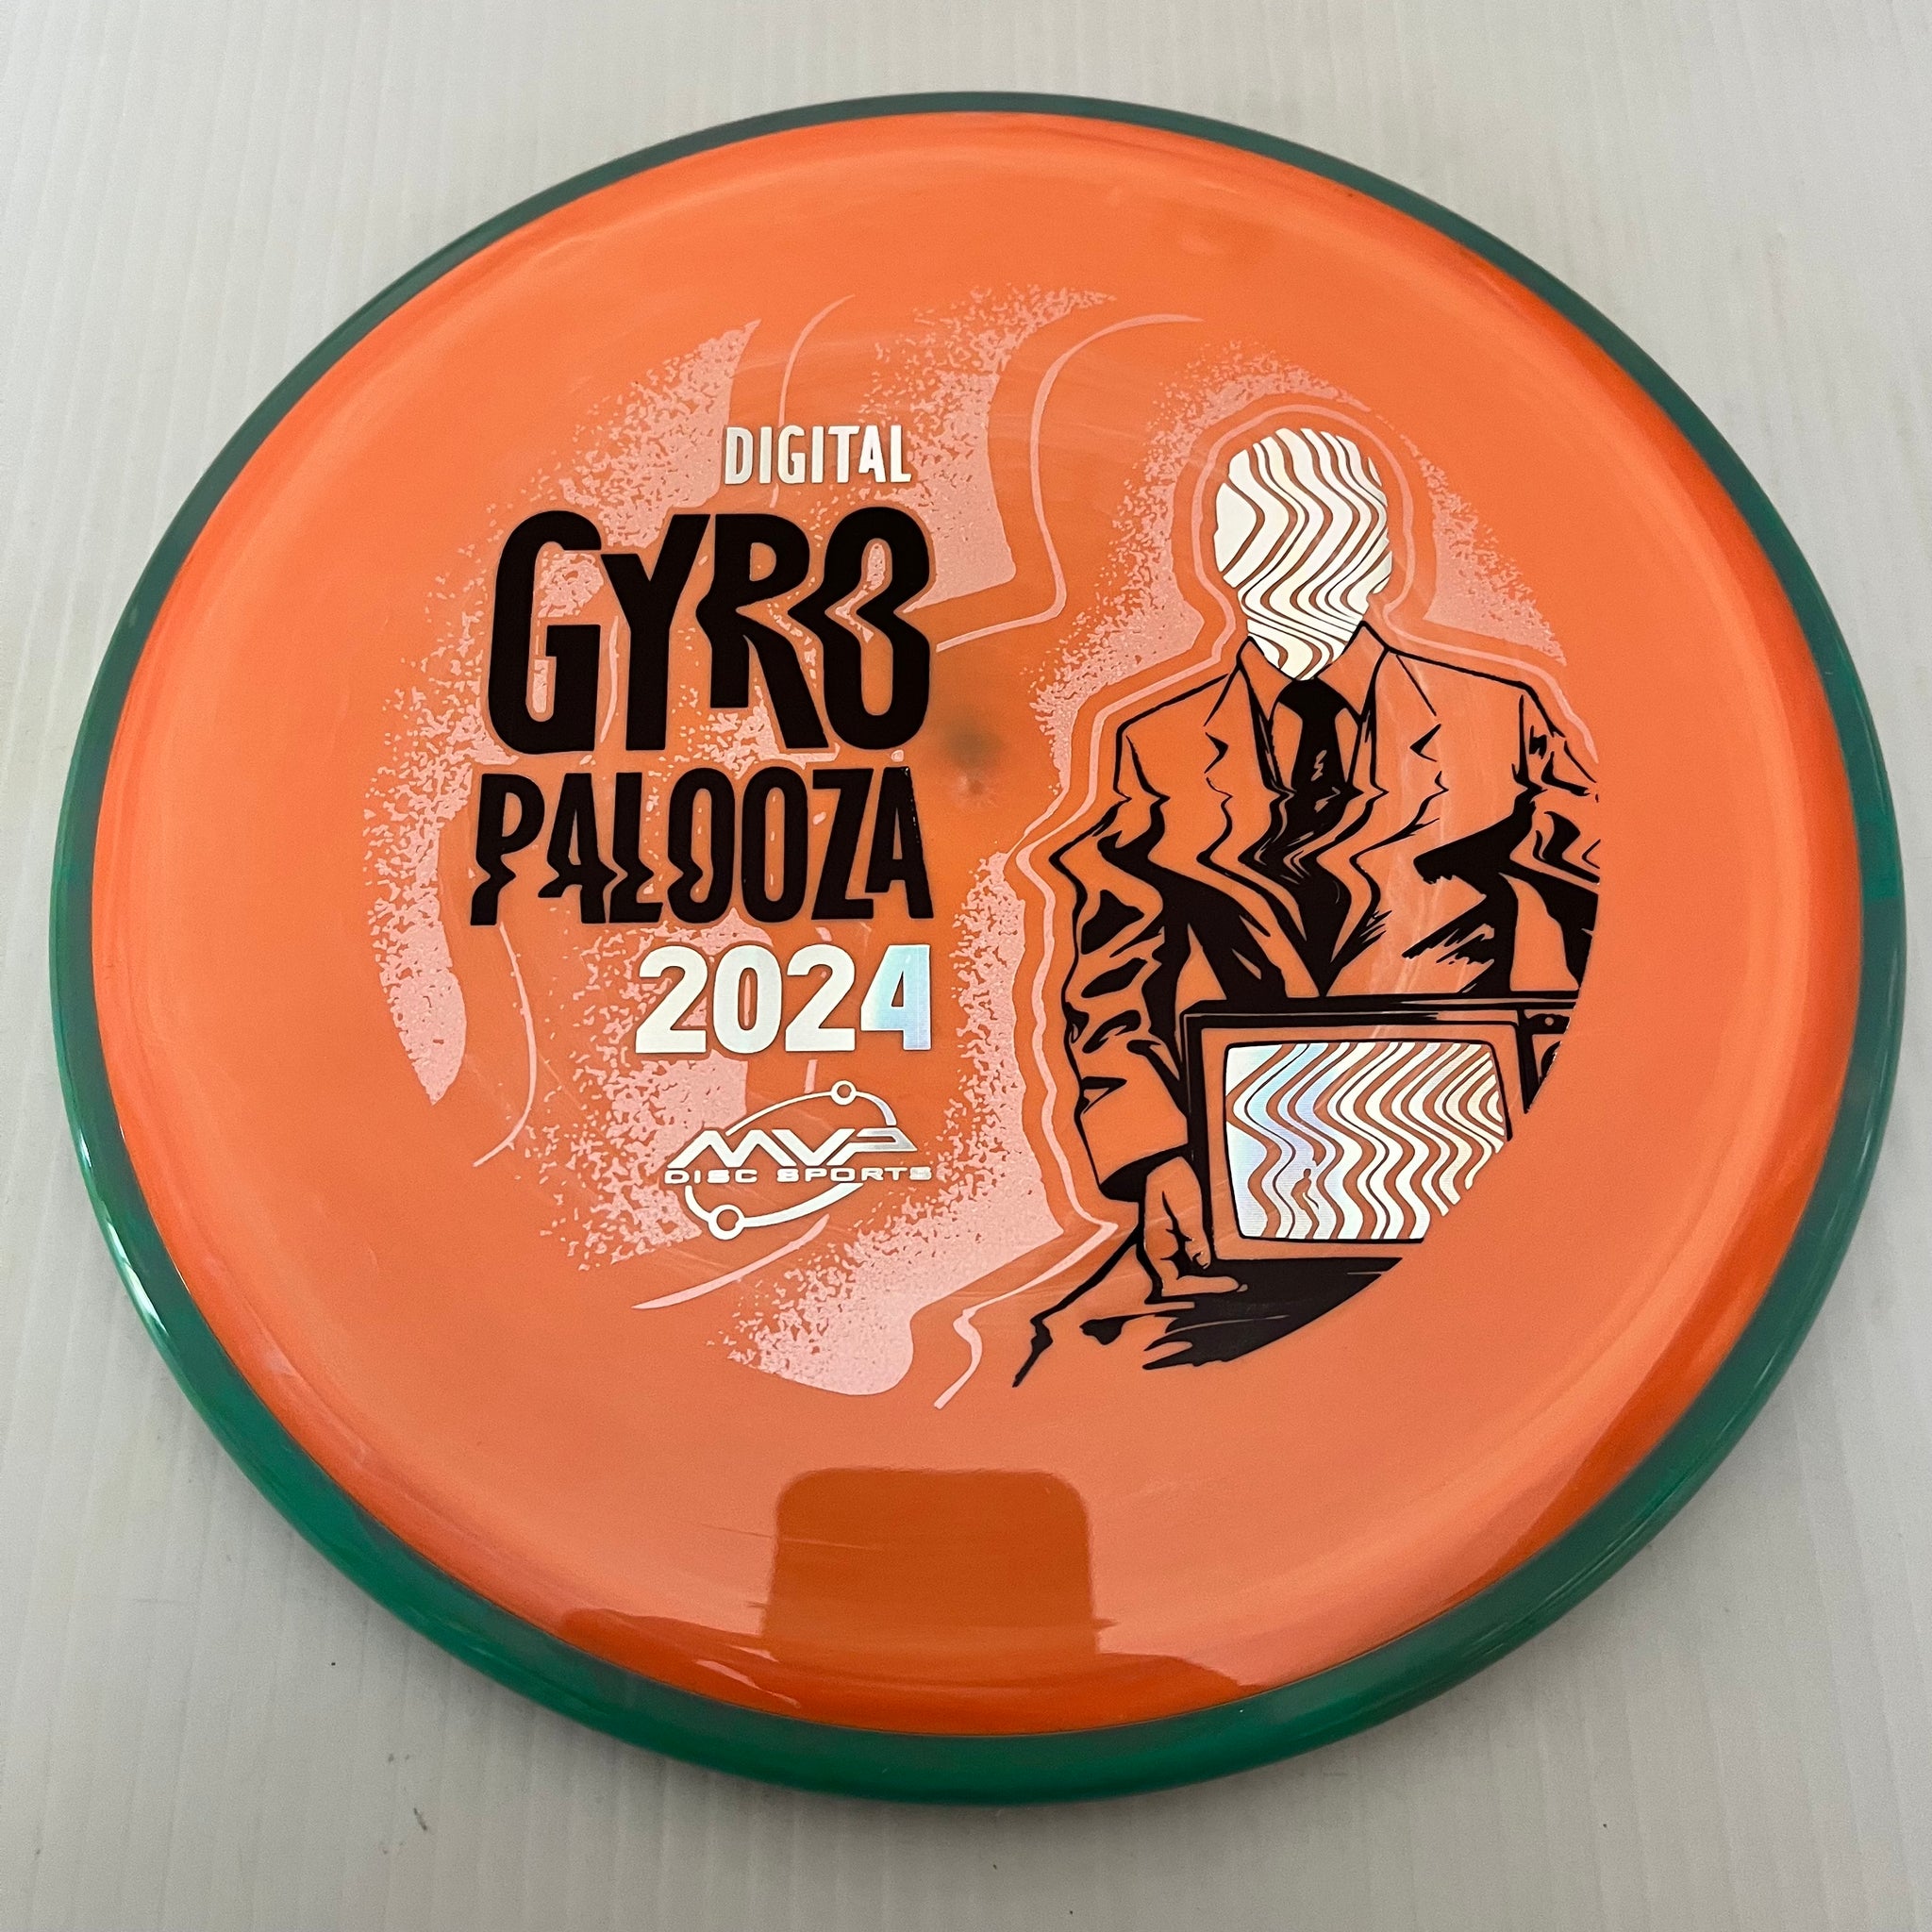 DIGITAL
GYRO
PALOOZA
2024
MVP
DISC SPORTS